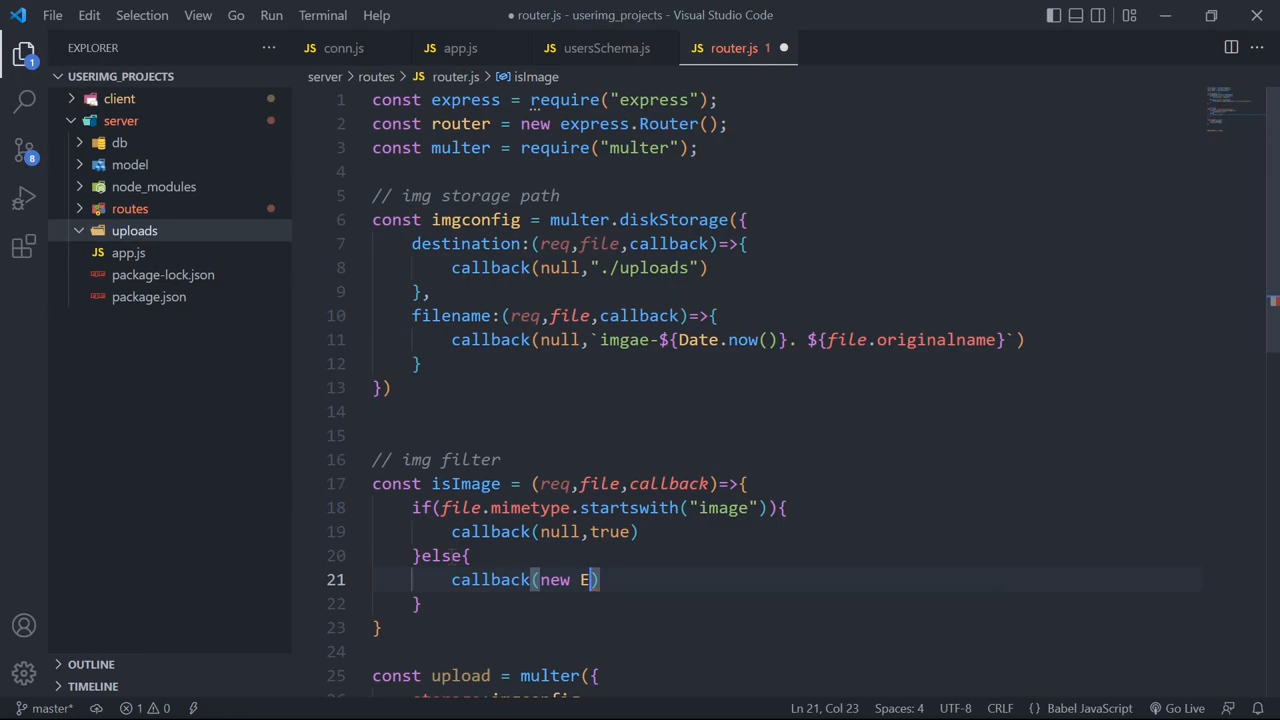 File Edit Selection View Go Run Terminal Help
● router.js - userimg_projects - Visual Studio Code
EXPLORER
JS conn.js JS app.js JS usersSchema.js JS router.js 1
1
8
USERIMG_PROJECTS
client
server
db
model
node_modules
routes
uploads
JS app.js
package-lock.json
package.json
OUTLINE
TIMELINE
server > routes > JS router.js > isImage
1 const express = require("express");
2 const router = new express.Router();
3 const multer = require("multer");
4
5 // img storage path
6 const imgconfig = multer.diskStorage({
7 destination:(req,file,callback)=>{
8 callback(null,"./uploads")
9 },
10 filename:(req,file,callback)=>{
11 callback(null,`imgae-${Date.now()}. ${file.originalname}`)
12 }
13 })
14
15
16 // img filter
17 const isImage = (req,file,callback)=>{
18 if(file.mimetype.startswith("image")){
19 callback(null,true)
20 }else{
21 callback(new E)
22 }
23 }
24
25 const upload = multer({
26 storage:imgconfig
master* 1 0 Ln 21, Col 23 Spaces: 4 UTF-8 CRLF {} Babel JavaScript Go Live